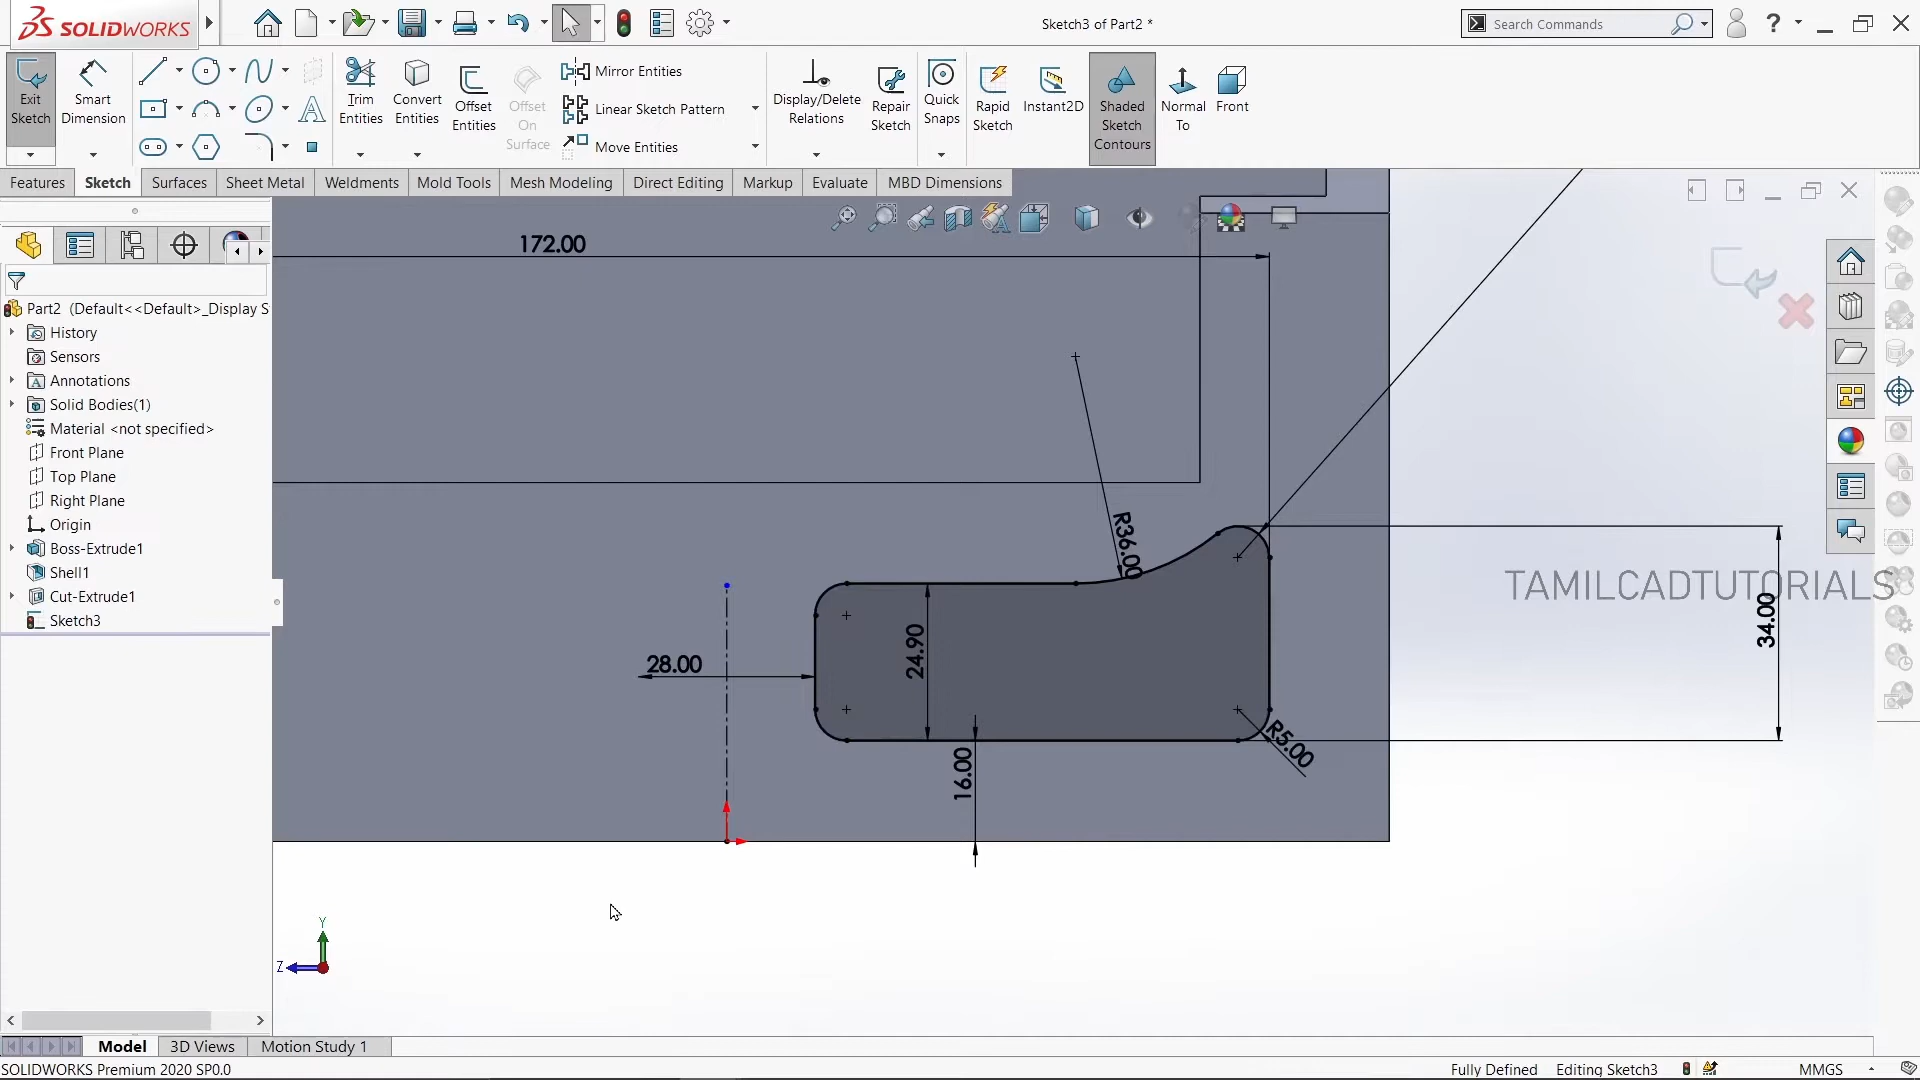 SOLIDWORKS
Sketch3 of Part2 *
Search Commands
Exit Sketch
Smart Dimension
Trim Entities
Convert Entities
Offset Entities
Offset On Surface
Mirror Entities
Linear Sketch Pattern
Move Entities
Display/Delete Relations
Repair Sketch
Quick Snaps
Rapid Sketch
Instant2D
Shaded Sketch Contours
Normal To
Front
Features
Sketch
Surfaces
Sheet Metal
Weldments
Mold Tools
Mesh Modeling
Direct Editing
Markup
Evaluate
MBD Dimensions
Part2 (Default<<Default>_Display S
History
Sensors
Annotations
Solid Bodies(1)
Material <not specified>
Front Plane
Top Plane
Right Plane
Origin
Boss-Extrude1
Shell1
Cut-Extrude1
Sketch3
172.00
R36.00
28.00
24.90
16.00
R5.00
34.00
TAMILCADTUTORIALS
Y
Z
Model
3D Views
Motion Study 1
SOLIDWORKS Premium 2020 SP0.0
Fully Defined
Editing Sketch3
MMGS